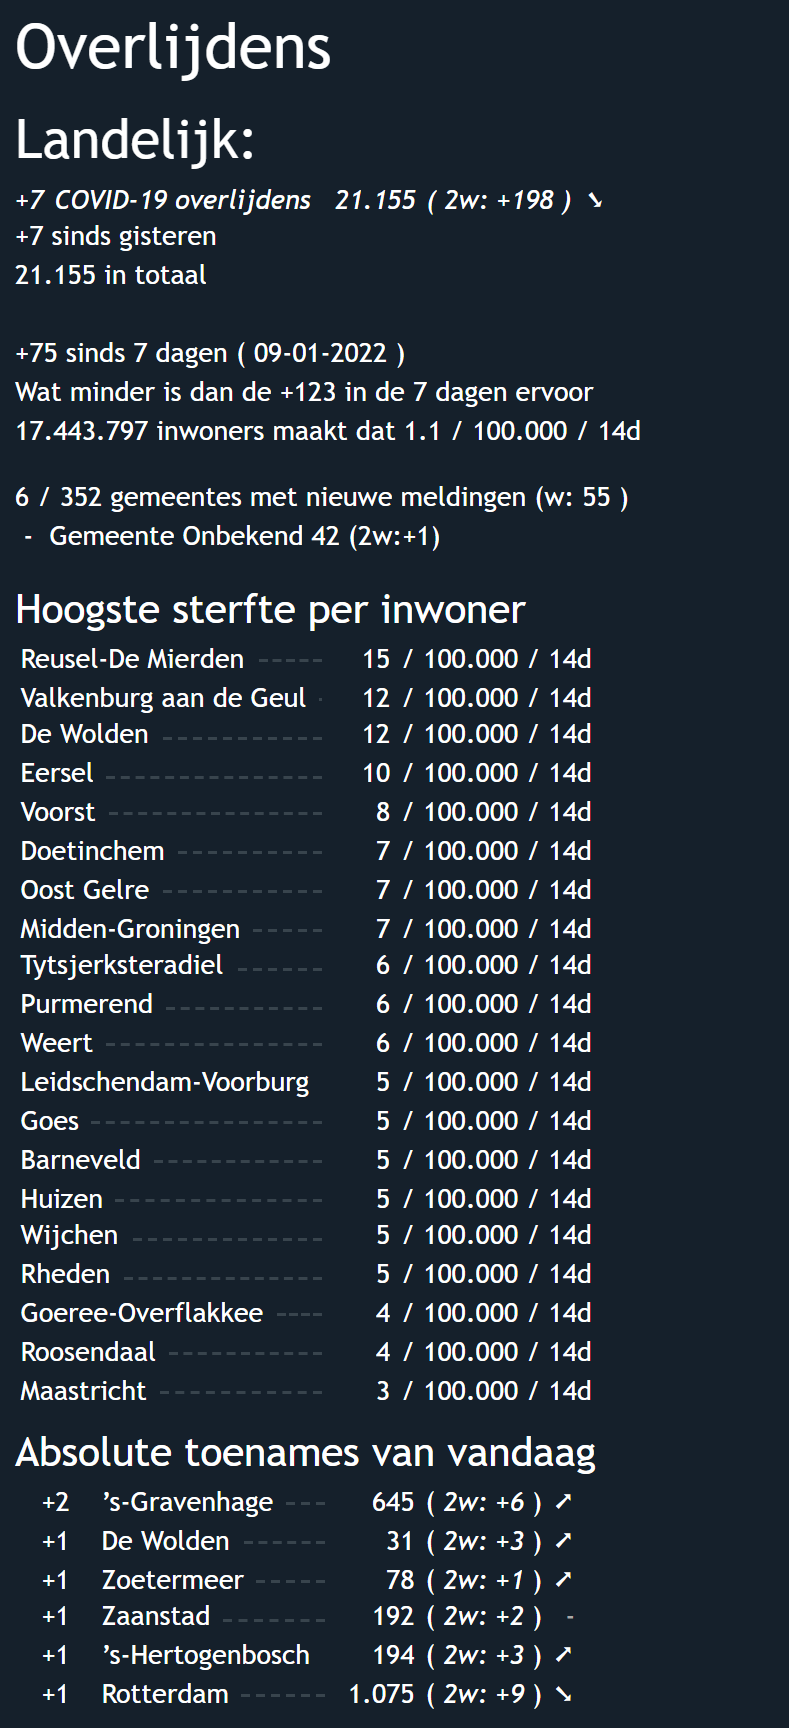 Overlijdens
Landelijk:
+7 COVID-19 overlijdens 21.155 ( 2w: +198 ) ➘
+7 sinds gisteren
21.155 in totaal
+75 sinds 7 dagen ( 09-01-2022 )
Wat minder is dan de +123 in de 7 dagen ervoor
17.443.797 inwoners maakt dat 1.1 / 100.000 / 14d
6 / 352 gemeentes met nieuwe meldingen (w: 55 )
- Gemeente Onbekend 42 (2w:+1)
Hoogste sterfte per inwoner
Reusel-De Mierden ----- 15 / 100.000 / 14d
Valkenburg aan de Geul - 12 / 100.000 / 14d
De Wolden ----------- 12 / 100.000 / 14d
Eersel --------------- 10 / 100.000 / 14d
Voorst --------------- 8 / 100.000 / 14d
Doetinchem ---------- 7 / 100.000 / 14d
Oost Gelre ----------- 7 / 100.000 / 14d
Midden-Groningen ----- 7 / 100.000 / 14d
Tytsjerksteradiel ------ 6 / 100.000 / 14d
Purmerend ----------- 6 / 100.000 / 14d
Weert --------------- 6 / 100.000 / 14d
Leidschendam-Voorburg 5 / 100.000 / 14d
Goes ---------------- 5 / 100.000 / 14d
Barneveld ------------ 5 / 100.000 / 14d
Huizen --------------- 5 / 100.000 / 14d
Wijchen ------------- 5 / 100.000 / 14d
Rheden -------------- 5 / 100.000 / 14d
Goeree-Overflakkee ---- 4 / 100.000 / 14d
Roosendaal ----------- 4 / 100.000 / 14d
Maastricht ------------ 3 / 100.000 / 14d
Absolute toenames van vandaag
+2 ’s-Gravenhage --- 645 ( 2w: +6 ) ➚
+1 De Wolden ------ 31 ( 2w: +3 ) ➚
+1 Zoetermeer ----- 78 ( 2w: +1 ) ➚
+1 Zaanstad ------- 192 ( 2w: +2 ) -
+1 ’s-Hertogenbosch 194 ( 2w: +3 ) ➚
+1 Rotterdam ------ 1.075 ( 2w: +9 ) ➘